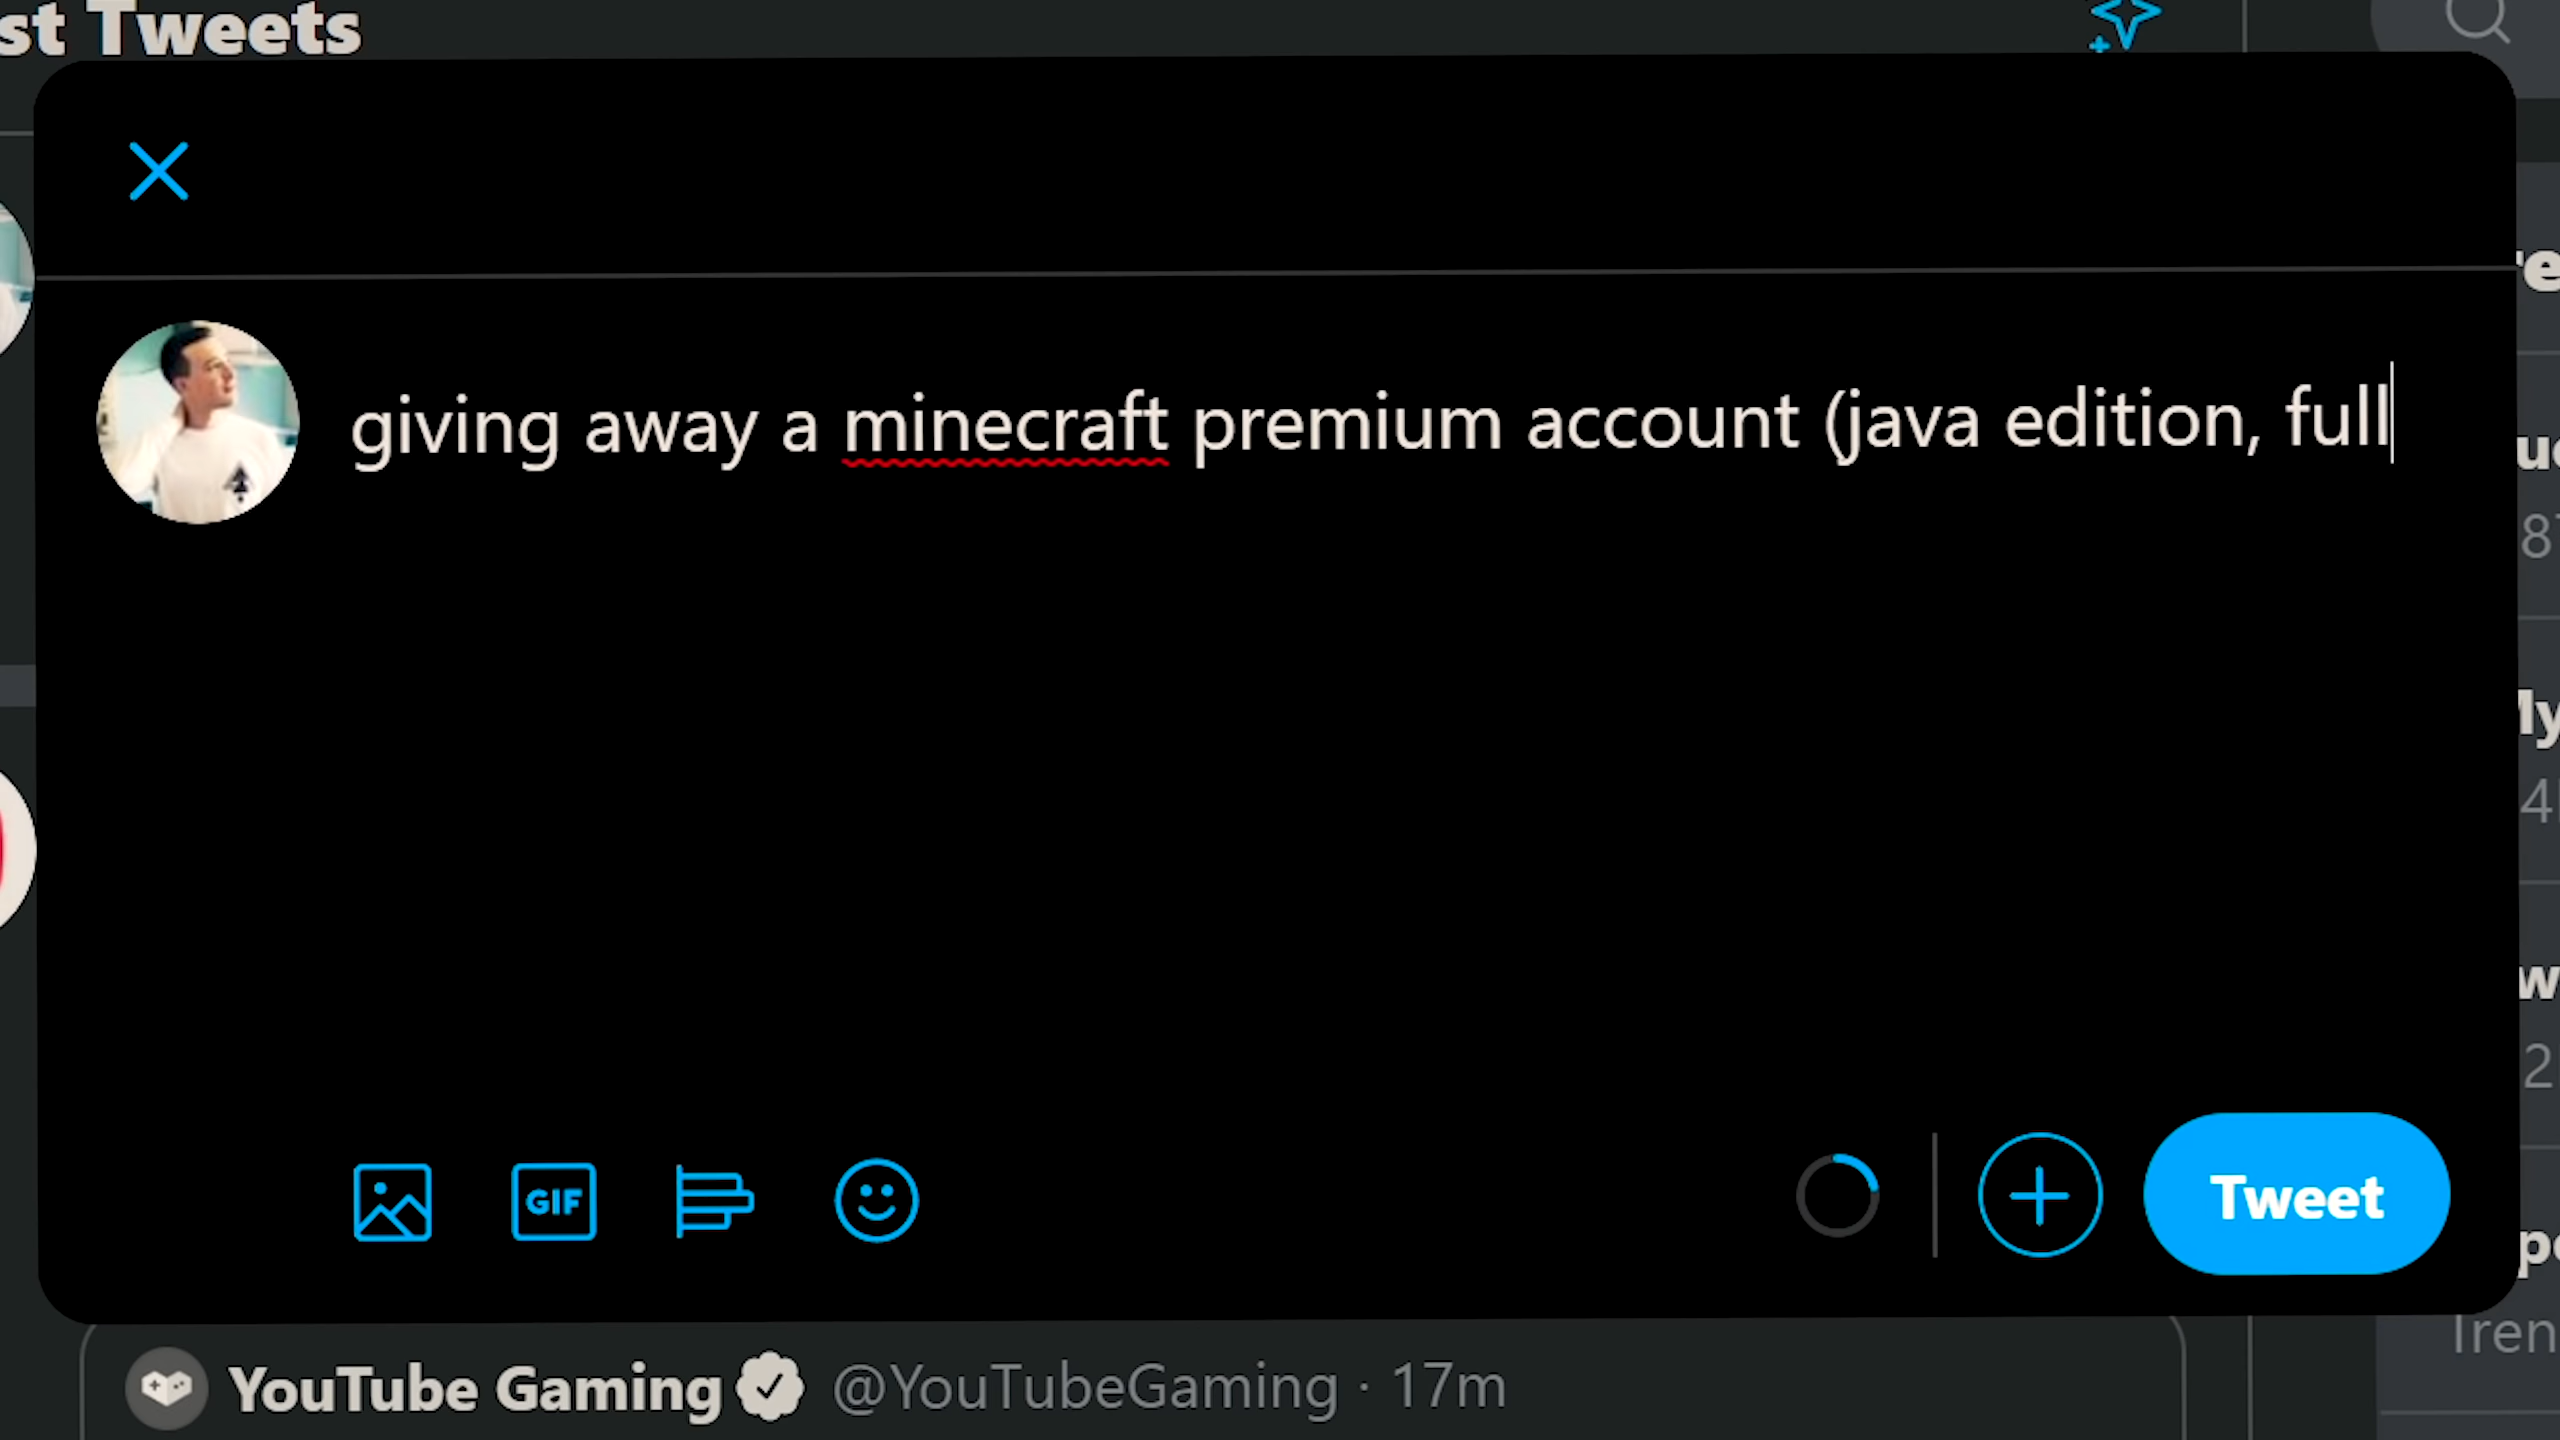 st Tweets
giving away a minecraft premium account (java edition, full
GIF
Tweet
YouTube Gaming @YouTubeGaming · 17m